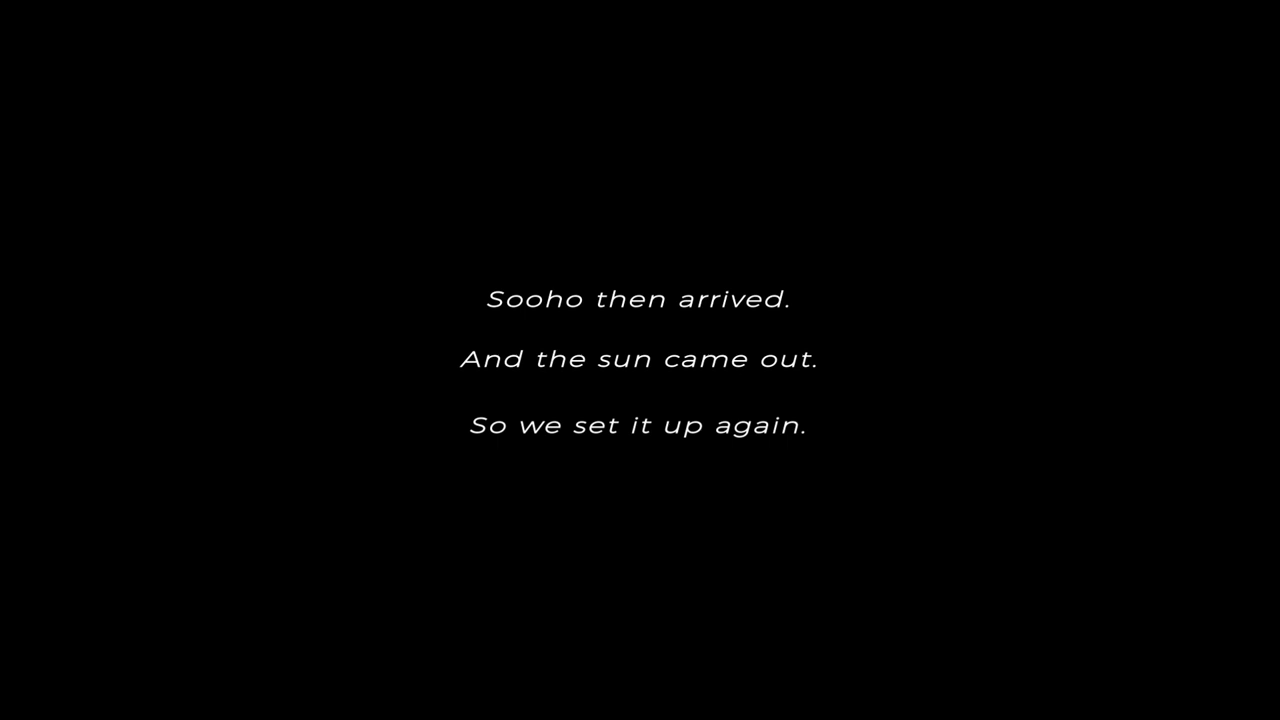 Sooho then arrived.
And the sun came out.
So we set it up again.